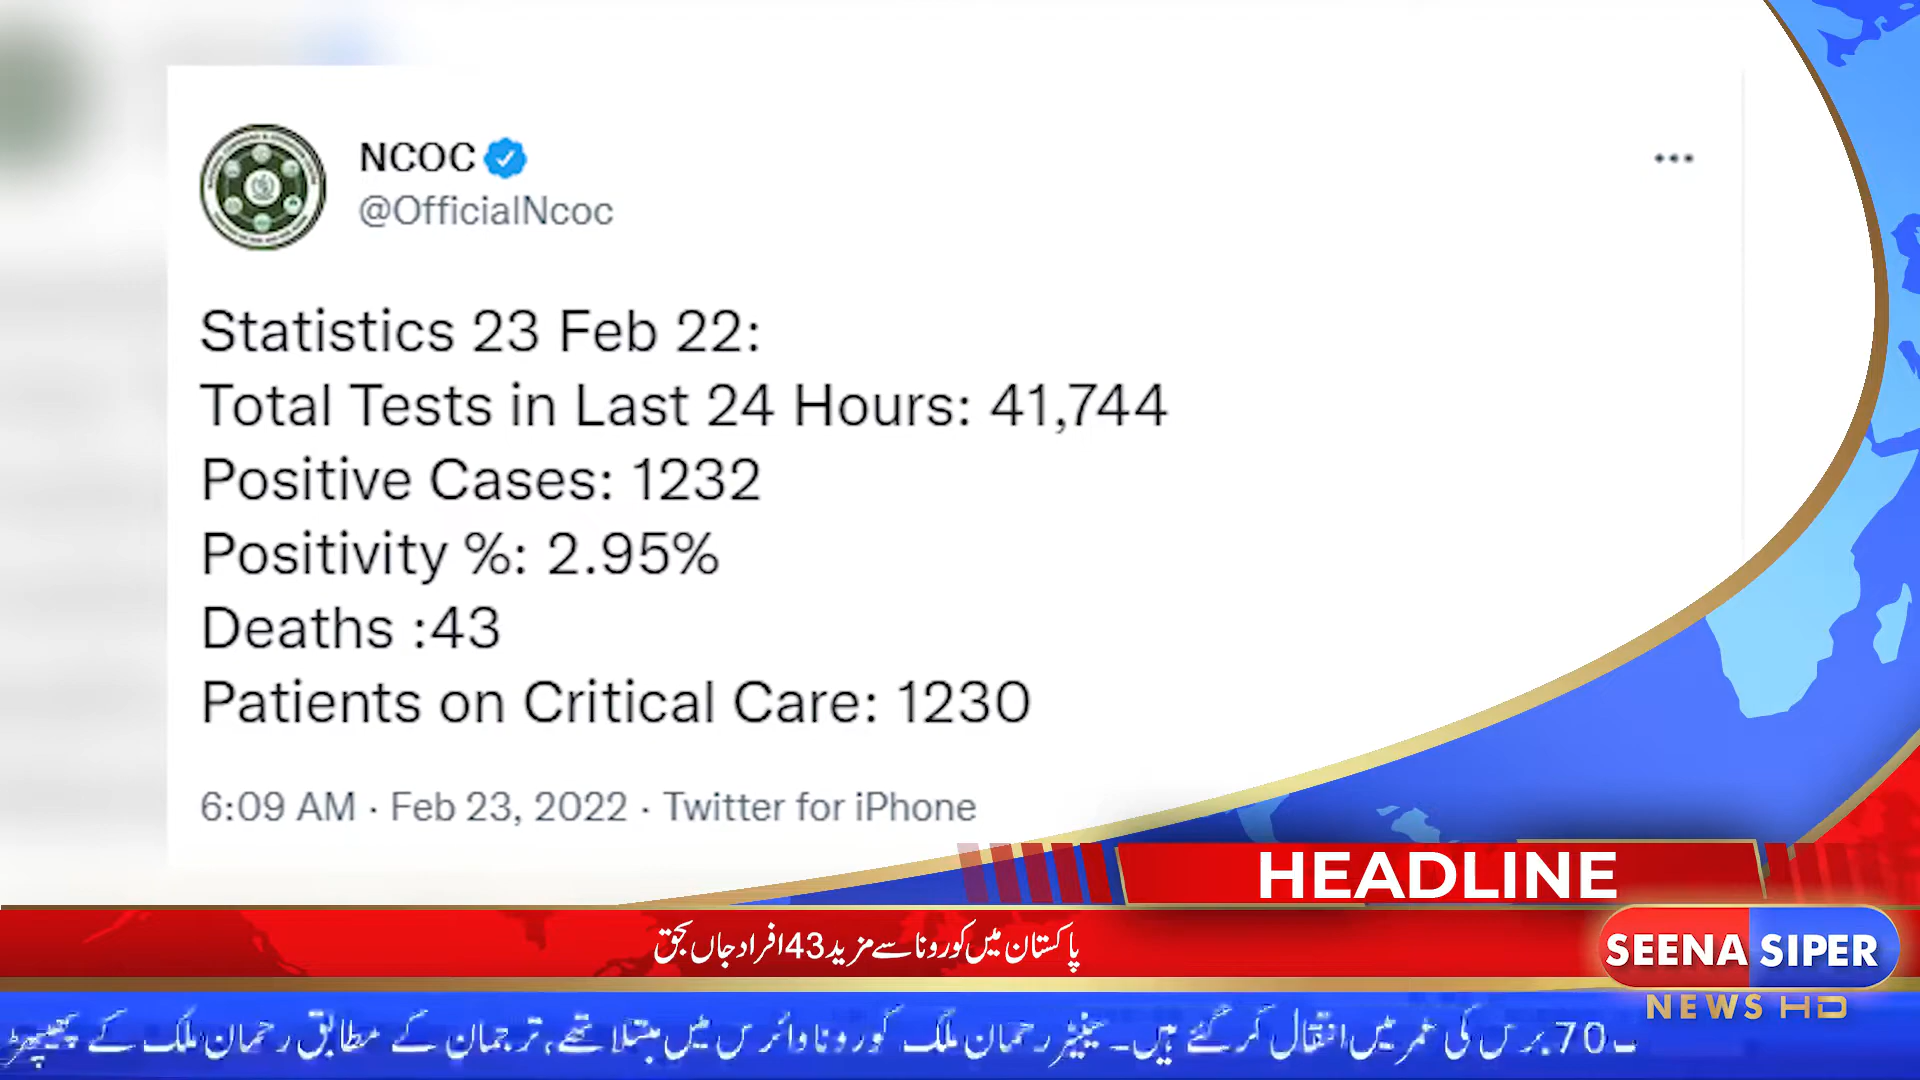 NCOC
@OfficialNcoc
Statistics 23 Feb 22:
Total Tests in Last 24 Hours: 41,744
Positive Cases: 1232
Positivity %: 2.95%
Deaths :43
Patients on Critical Care: 1230
6:09 AM · Feb 23, 2022 · Twitter for iPhone
HEADLINE
پاکستان میں کورونا سے مزید 43 افراد جاں بحق
SEENA SIPER
NEWS HD
70 برس کی عمر میں انتقال کر گئے ہیں۔ سینیٹر رحمان ملک کورونا وائرس میں مبتلا تھے، ترجمان کے مطابق رحمان ملک کے